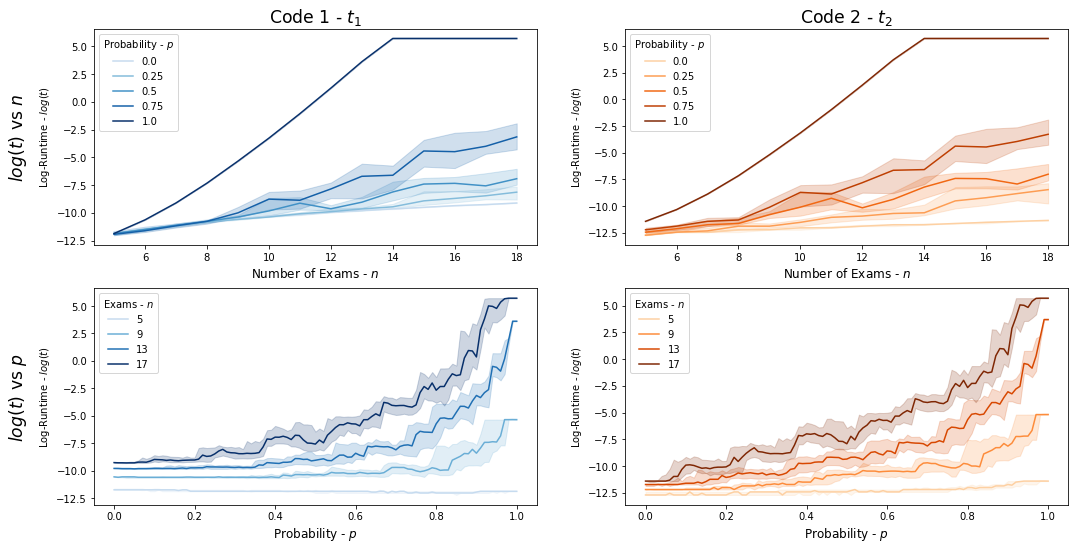 Code 1 - t₁
Code 2 - t₂
log(t) vs n
Log-Runtime - log(t)
5.0
2.5
0.0
−2.5
−5.0
−7.5
−10.0
−12.5
Probability - p
0.0
0.25
0.5
0.75
1.0
6 8 10 12 14 16 18
Number of Exams - n
Log-Runtime - log(t)
5.0
2.5
0.0
−2.5
−5.0
−7.5
−10.0
−12.5
Probability - p
0.0
0.25
0.5
0.75
1.0
6 8 10 12 14 16 18
Number of Exams - n
log(t) vs p
Log-Runtime - log(t)
5.0
2.5
0.0
−2.5
−5.0
−7.5
−10.0
−12.5
Exams - n
5
9
13
17
0.0 0.2 0.4 0.6 0.8 1.0
Probability - p
Log-Runtime - log(t)
5.0
2.5
0.0
−2.5
−5.0
−7.5
−10.0
−12.5
Exams - n
5
9
13
17
0.0 0.2 0.4 0.6 0.8 1.0
Probability - p